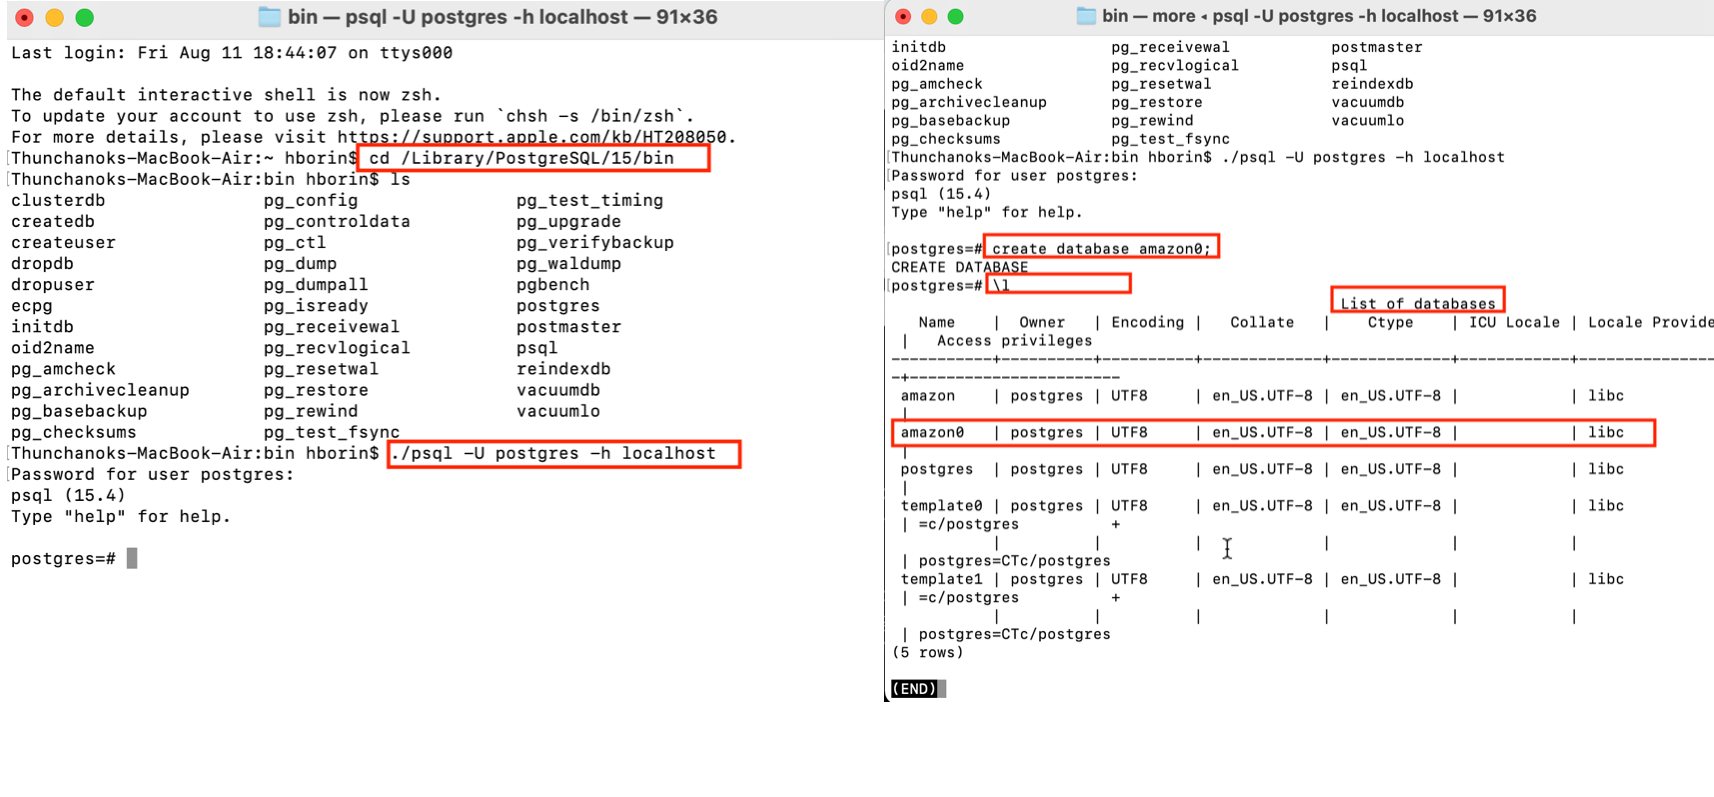 bin — psql -U postgres -h localhost — 91×36
Last login: Fri Aug 11 18:44:07 on ttys000
The default interactive shell is now zsh.
To update your account to use zsh, please run `chsh -s /bin/zsh`.
For more details, please visit https://support.apple.com/kb/HT208050.
[Thunchanoks-MacBook-Air:~ hborin$ cd /Library/PostgreSQL/15/bin
[Thunchanoks-MacBook-Air:bin hborin$ ls
clusterdb pg_config pg_test_timing
createdb pg_controldata pg_upgrade
createuser pg_ctl pg_verifybackup
dropdb pg_dump pg_waldump
dropuser pg_dumpall pgbench
ecpg pg_isready postgres
initdb pg_receivewal postmaster
oid2name pg_recvlogical psql
pg_amcheck pg_resetwal reindexdb
pg_archivecleanup pg_restore vacuumdb
pg_basebackup pg_rewind vacuumlo
pg_checksums pg_test_fsync
[Thunchanoks-MacBook-Air:bin hborin$ ./psql -U postgres -h localhost
[Password for user postgres:
psql (15.4)
Type "help" for help.
postgres=#
bin — more ◂ psql -U postgres -h localhost — 91×36
initdb pg_receivewal postmaster
oid2name pg_recvlogical psql
pg_amcheck pg_resetwal reindexdb
pg_archivecleanup pg_restore vacuumdb
pg_basebackup pg_rewind vacuumlo
pg_checksums pg_test_fsync
[Thunchanoks-MacBook-Air:bin hborin$ ./psql -U postgres -h localhost
[Password for user postgres:
psql (15.4)
Type "help" for help.
[postgres=# create database amazon0;
CREATE DATABASE
[postgres=# \l
List of databases
Name | Owner | Encoding | Collate | Ctype | ICU Locale | Locale Provide
| Access privileges
-----------+----------+----------+-------------+-------------+------------+---------------
-+-----------------------
amazon | postgres | UTF8 | en_US.UTF-8 | en_US.UTF-8 | | libc
|
amazon0 | postgres | UTF8 | en_US.UTF-8 | en_US.UTF-8 | | libc
|
postgres | postgres | UTF8 | en_US.UTF-8 | en_US.UTF-8 | | libc
|
template0 | postgres | UTF8 | en_US.UTF-8 | en_US.UTF-8 | | libc
| =c/postgres +
| | | | | |
| postgres=CTc/postgres
template1 | postgres | UTF8 | en_US.UTF-8 | en_US.UTF-8 | | libc
| =c/postgres +
| | | | | |
| postgres=CTc/postgres
(5 rows)
(END)